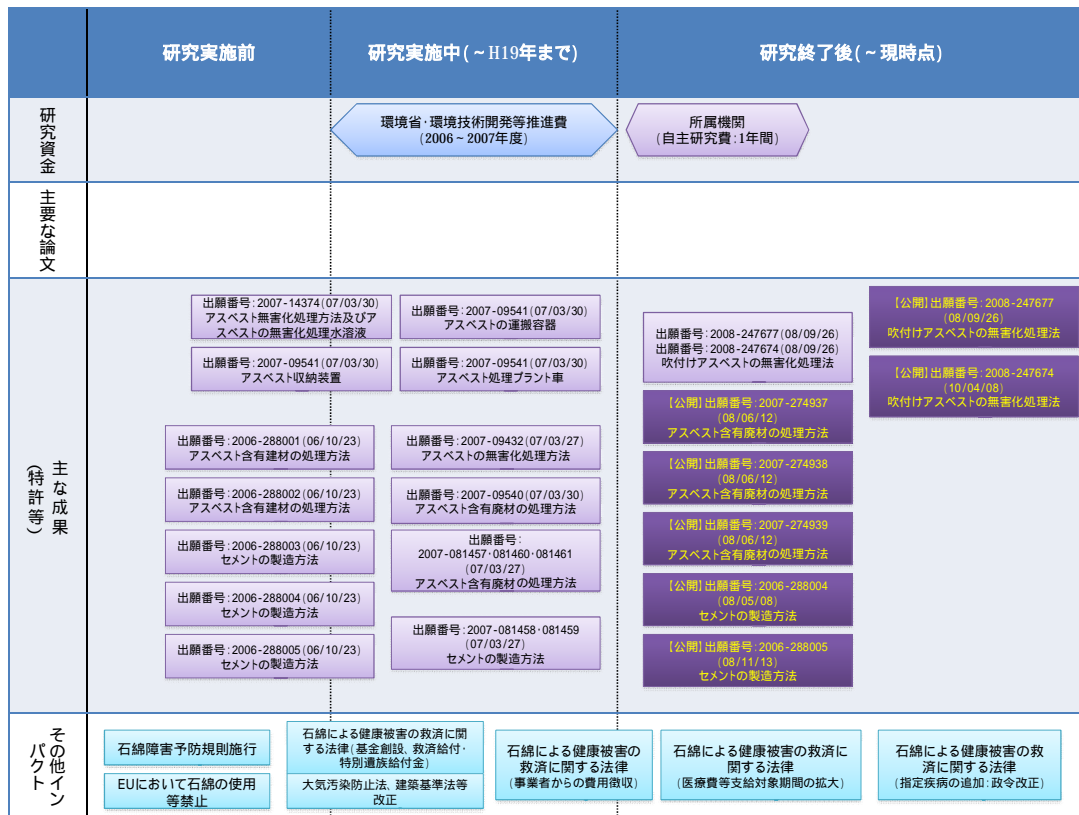 研究実施前
研究実施中(~H19年まで)
研究終了後(~現時点)
研究資金
環境省・環境技術開発等推進費
(2006~2007年度)
所属機関
(自主研究費:1年間)
主要な論文
主な成果
(特許等)
出願番号:2007-14374(07/03/30)
アスベスト無害化処理方法及びア
スベストの無害化処理水溶液
出願番号:2007-09541(07/03/30)
アスベスト収納装置
出願番号:2006-288001(06/10/23)
アスベスト含有建材の処理方法
出願番号:2006-288002(06/10/23)
アスベスト含有建材の処理方法
出願番号:2006-288003(06/10/23)
セメントの製造方法
出願番号:2006-288004(06/10/23)
セメントの製造方法
出願番号:2006-288005(06/10/23)
セメントの製造方法
出願番号:2007-09541(07/03/30)
アスベストの運搬容器
出願番号:2007-09541(07/03/30)
アスベスト処理プラント車
出願番号:2007-09432(07/03/27)
アスベストの無害化処理方法
出願番号:2007-09540(07/03/30)
アスベスト含有廃材の処理方法
出願番号:
2007-081457・081460・081461
(07/03/27)
アスベスト含有廃材の処理方法
出願番号:2007-081458・081459
(07/03/27)
セメントの製造方法
出願番号:2008-247677(08/09/26)
出願番号:2008-247674(08/09/26)
吹付けアスベストの無害化処理法
【公開】出願番号:2007-274937
(08/06/12)
アスベスト含有廃材の処理方法
【公開】出願番号:2007-274938
(08/06/12)
アスベスト含有廃材の処理方法
【公開】出願番号:2007-274939
(08/06/12)
アスベスト含有廃材の処理方法
【公開】出願番号:2006-288004
(08/05/08)
セメントの製造方法
【公開】出願番号:2006-288005
(08/11/13)
セメントの製造方法
【公開】出願番号:2008-247677
(08/09/26)
吹付けアスベストの無害化処理法
【公開】出願番号:2008-247674
(10/04/08)
吹付けアスベストの無害化処理法
その他イン
パクト
石綿障害予防規則施行
EUにおいて石綿の使用
等禁止
石綿による健康被害の救済に関
する法律(基金創設、救済給付・
特別遺族給付金)
大気汚染防止法、建築基準法等
改正
石綿による健康被害の
救済に関する法律
(事業者からの費用徴収)
石綿による健康被害の救済に
関する法律
(医療費等支給対象期間の拡大)
石綿による健康被害の救
済に関する法律
(指定疾病の追加:政令改正)